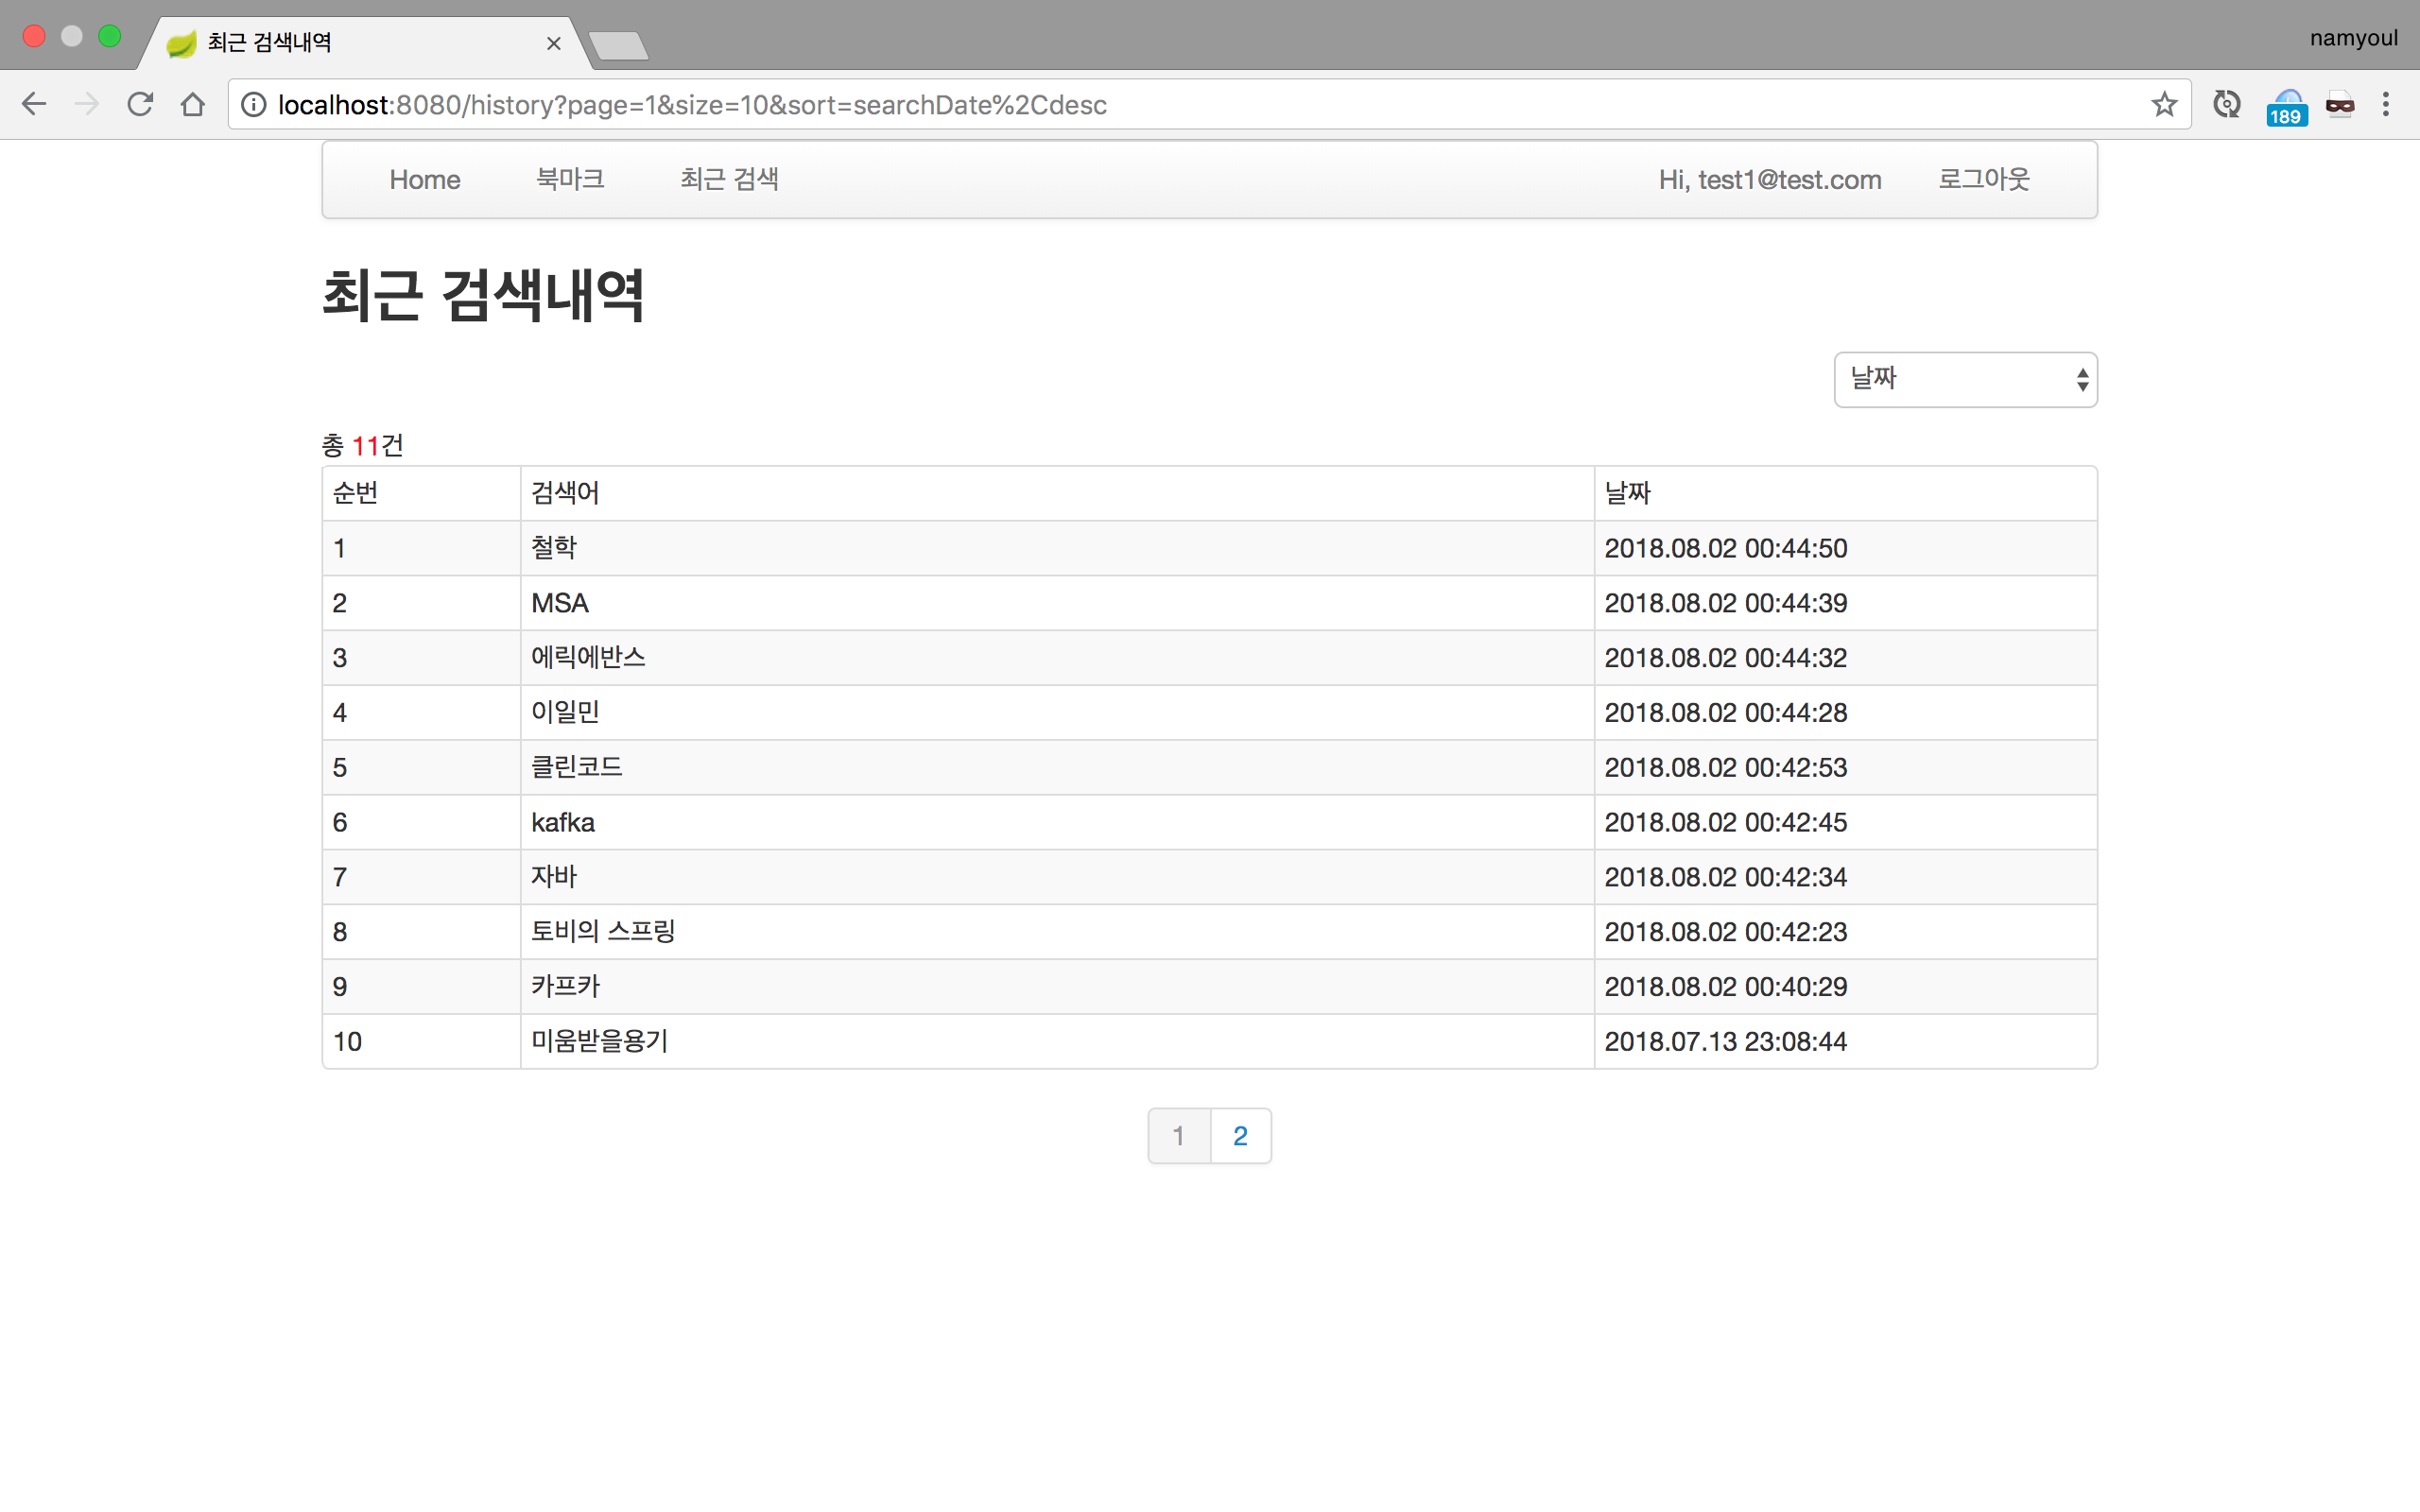 최근 검색내역
namyoul
localhost:8080/history?page=1&size=10&sort=searchDate%2Cdesc
189
Home 북마크 최근 검색 Hi, test1@test.com 로그아웃
최근 검색내역
날짜
총 11건
순번 검색어 날짜
1 철학 2018.08.02 00:44:50
2 MSA 2018.08.02 00:44:39
3 에릭에반스 2018.08.02 00:44:32
4 이일민 2018.08.02 00:44:28
5 클린코드 2018.08.02 00:42:53
6 kafka 2018.08.02 00:42:45
7 자바 2018.08.02 00:42:34
8 토비의 스프링 2018.08.02 00:42:23
9 카프카 2018.08.02 00:40:29
10 미움받을용기 2018.07.13 23:08:44
1 2